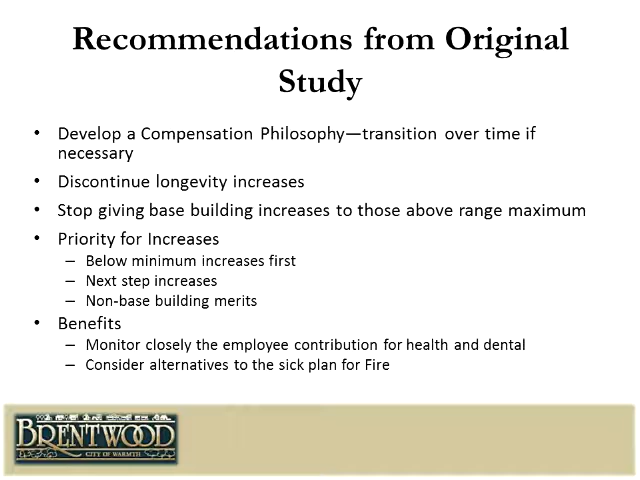 Recommendations from Original
Study
• Develop a Compensation Philosophy—transition over time if
necessary
• Discontinue longevity increases
• Stop giving base building increases to those above range maximum
• Priority for Increases
– Below minimum increases first
– Next step increases
– Non-base building merits
• Benefits
– Monitor closely the employee contribution for health and dental
– Consider alternatives to the sick plan for Fire
BRENTWOOD
CITY OF WARMTH